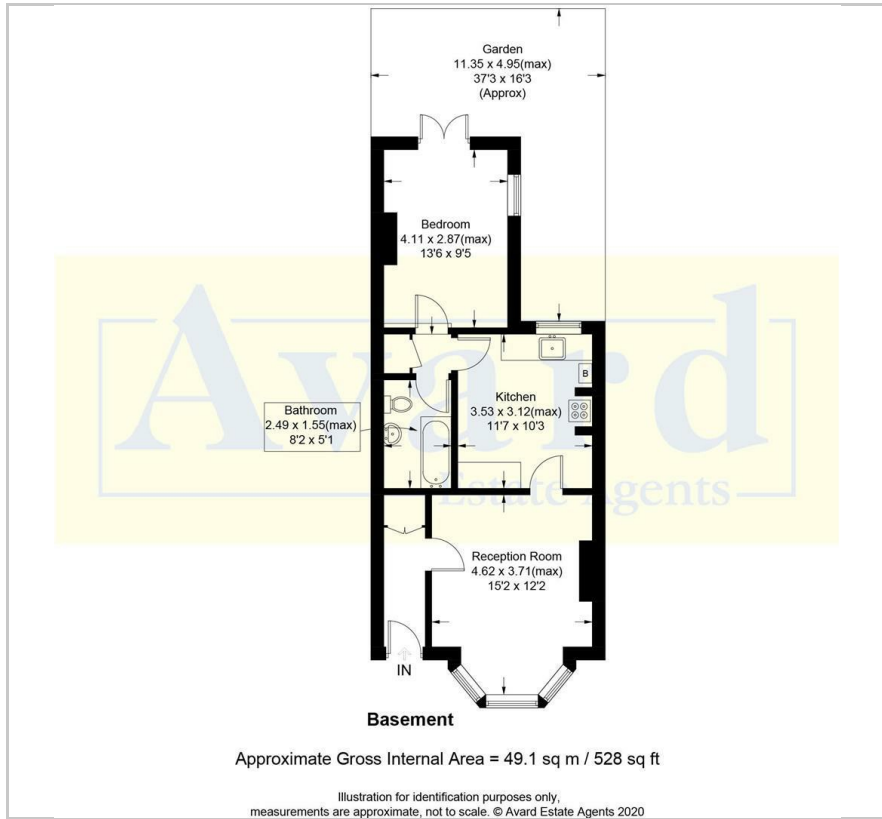 Garden
11.35 x 4.95(max)
37'3 x 16'3
(Approx)
Bedroom
4.11 x 2.87(max)
13'6 x 9'5
Avard
Estate Agents
Bathroom
2.49 x 1.55(max)
8'2 x 5'1
Kitchen
3.53 x 3.12(max)
11'7 x 10'3
B
Reception Room
4.62 x 3.71(max)
15'2 x 12'2
IN
Basement
Approximate Gross Internal Area = 49.1 sq m / 528 sq ft
Illustration for identification purposes only,
measurements are approximate, not to scale. © Avard Estate Agents 2020